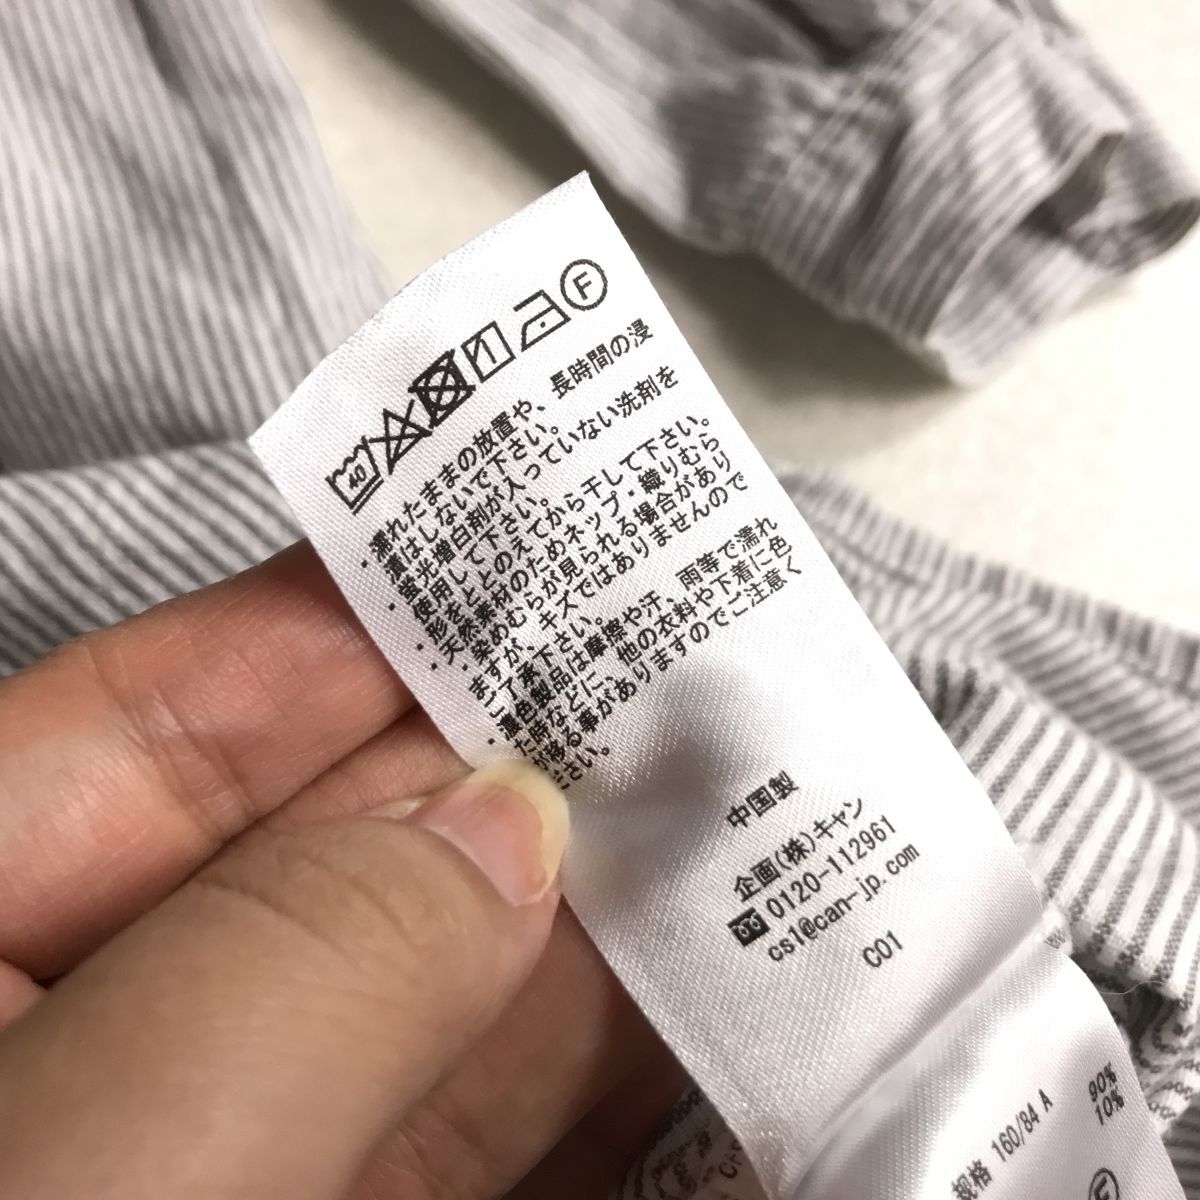 40 F
・濡れたままの放置や、長時間の浸
漬はしないで下さい。
・蛍光増白剤が入っていない洗剤を
使用して下さい。
・形をととのえてから干して下さい。
・天然素材のためネップ・織りむら
・染めむらが見られる場合があり
ますが、キズではありませんので
ご了承下さい。
・濃色製品は摩擦や汗、雨等で濡れ
た時などに、他の衣料や下着に色
が移る事がありますのでご注意く
ださい。
中国製
企画(株)キャン
0120-112961
cs1@can-jp.com
C01
规格 160/84 A
90%
10%